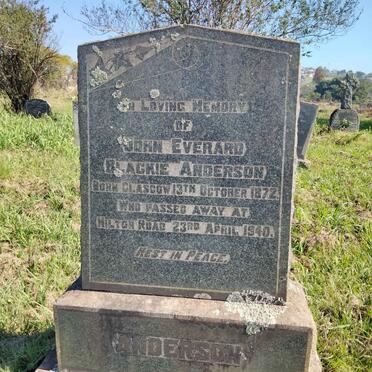 In Loving Memory
OF
John Everard
(Blackie Anderson)
Born Glasgow 13th October 1872.
Who passed away at
Hilton Road 23rd April 1940.
Rest in Peace.
ANDERSON